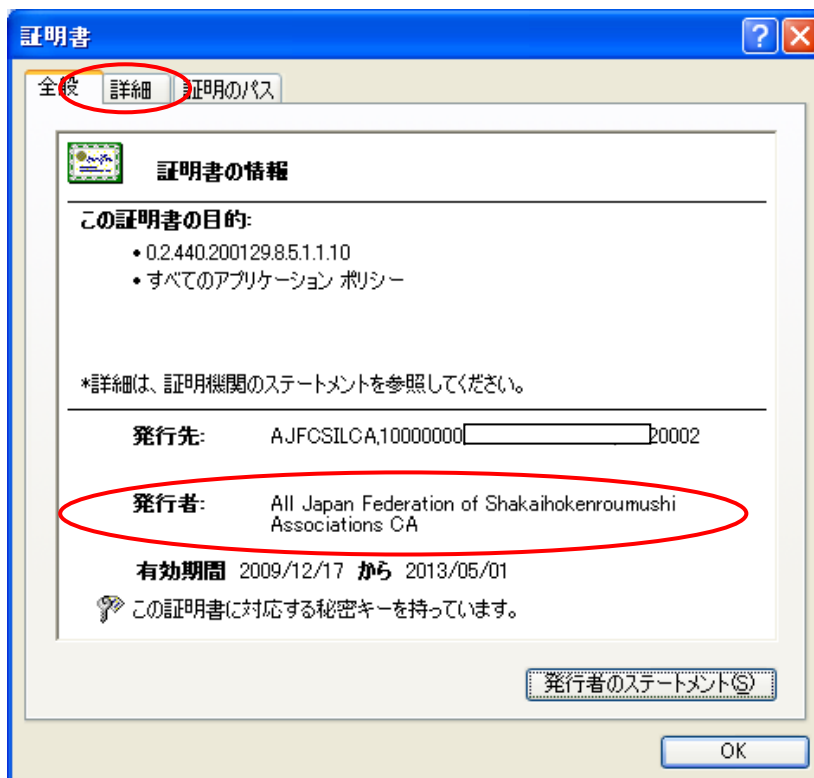 証明書
全般 詳細 証明のパス
証明書の情報
この証明書の目的:
• 0.2.440.200129.8.5.1.1.10
• すべてのアプリケーション ポリシー
*詳細は、証明機関のステートメントを参照してください。
発行先: AJFCSILCA,10000000 20002
発行者: All Japan Federation of Shakaihokenroumushi
Associations CA
有効期間 2009/12/17 から 2013/05/01
この証明書に対応する秘密キーを持っています。
発行者のステートメント(S)
OK